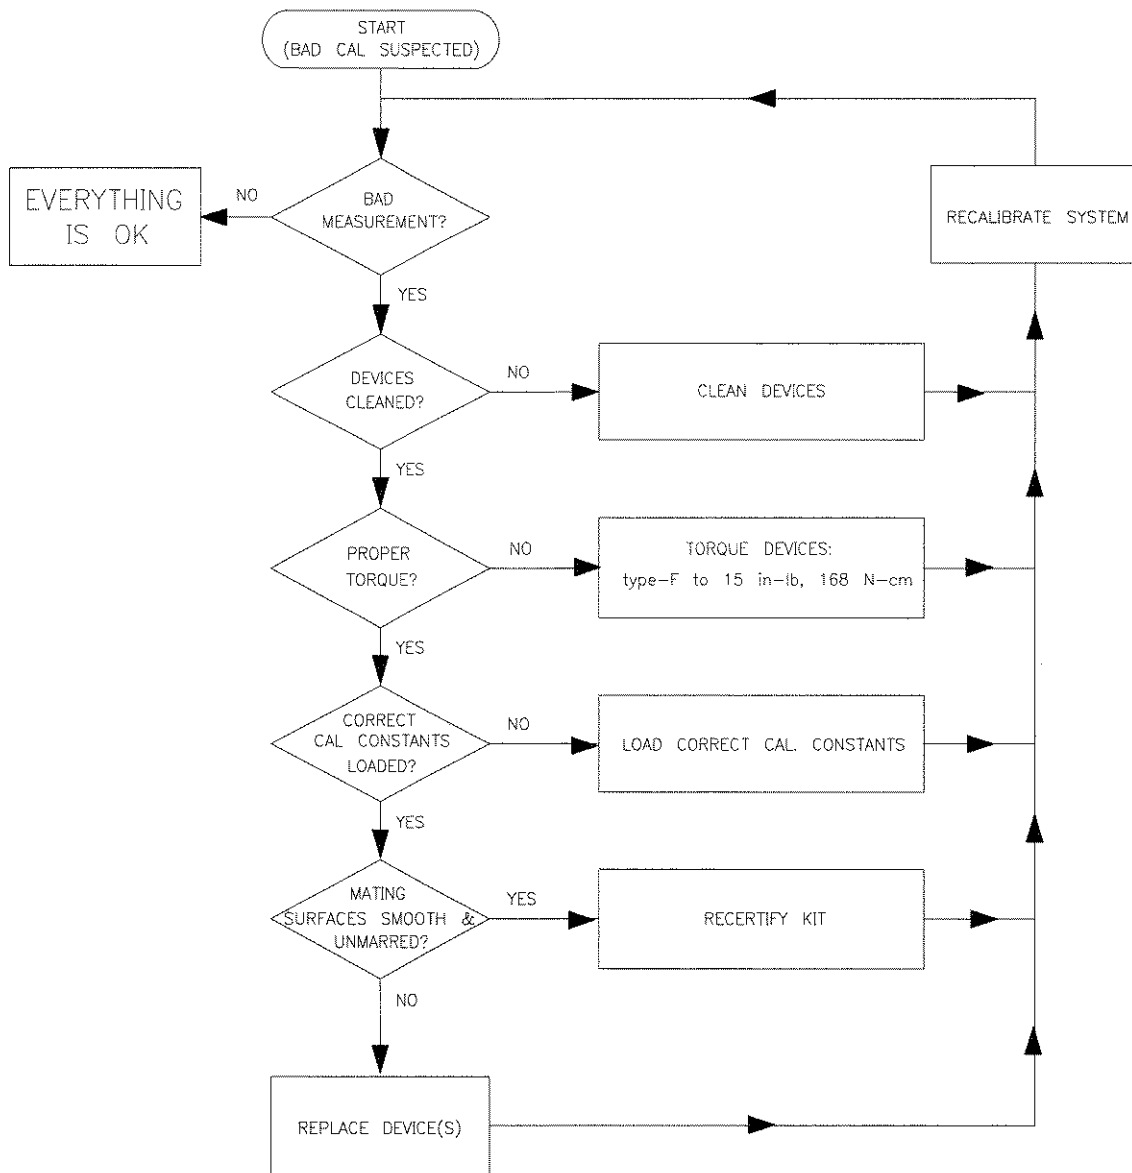 START
(BAD CAL SUSPECTED)
EVERYTHING
IS OK
NO
BAD
MEASUREMENT?
RECALIBRATE SYSTEM
YES
DEVICES
CLEANED?
NO
CLEAN DEVICES
YES
PROPER
TORQUE?
NO
TORQUE DEVICES:
type-F to 15 in-lb, 168 N-cm
YES
CORRECT
CAL CONSTANTS
LOADED?
NO
LOAD CORRECT CAL. CONSTANTS
YES
MATING
SURFACES SMOOTH &
UNMARRED?
YES
RECERTIFY KIT
NO
REPLACE DEVICE(S)